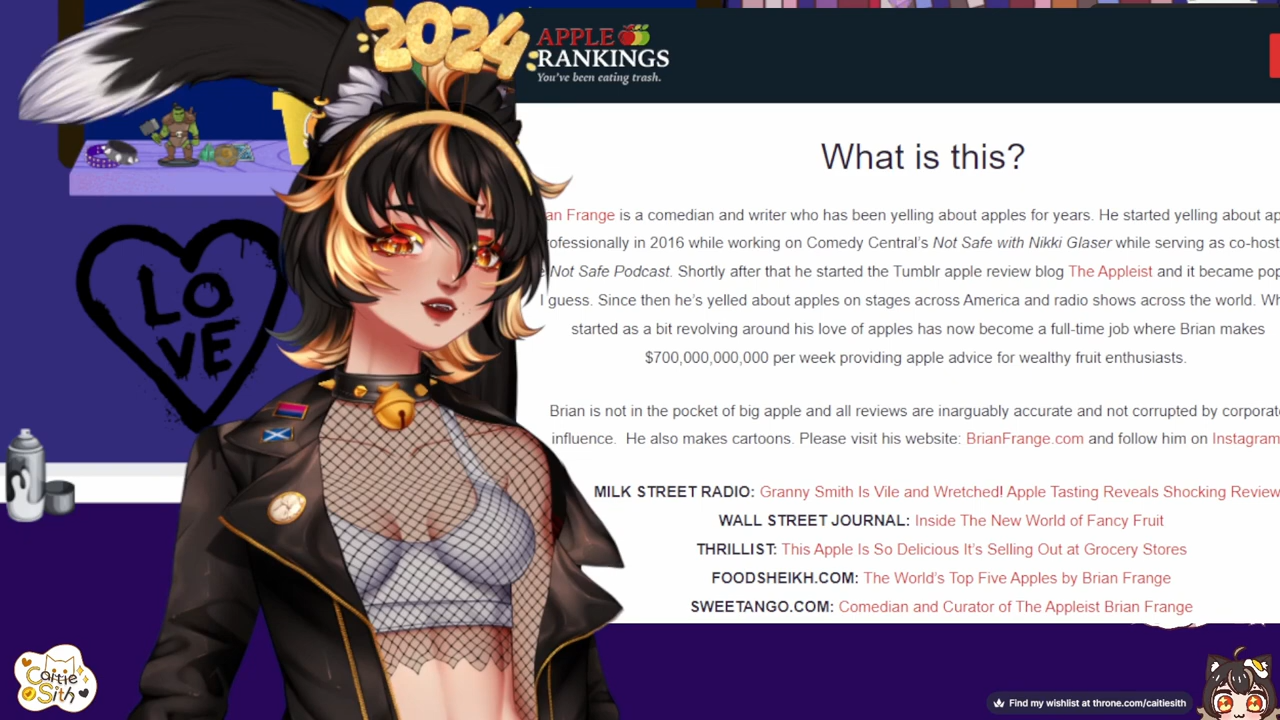 2024
APPLE
RANKINGS
You've been eating trash.
What is this?
an Frange is a comedian and writer who has been yelling about apples for years. He started yelling about ap
rofessionally in 2016 while working on Comedy Central's Not Safe with Nikki Glaser while serving as co-host
Not Safe Podcast. Shortly after that he started the Tumblr apple review blog The Appleist and it became pop
I guess. Since then he's yelled about apples on stages across America and radio shows across the world. Wh
started as a bit revolving around his love of apples has now become a full-time job where Brian makes
$700,000,000,000 per week providing apple advice for wealthy fruit enthusiasts.
Brian is not in the pocket of big apple and all reviews are inarguably accurate and not corrupted by corporat
influence. He also makes cartoons. Please visit his website: BrianFrange.com and follow him on Instagram
MILK STREET RADIO: Granny Smith Is Vile and Wretched! Apple Tasting Reveals Shocking Review
WALL STREET JOURNAL: Inside The New World of Fancy Fruit
THRILLIST: This Apple Is So Delicious It's Selling Out at Grocery Stores
FOODSHEIKH.COM: The World's Top Five Apples by Brian Frange
SWEETANGO.COM: Comedian and Curator of The Appleist Brian Frange
LO
VE
Caitie
Sith
Find my wishlist at throne.com/caitiesith